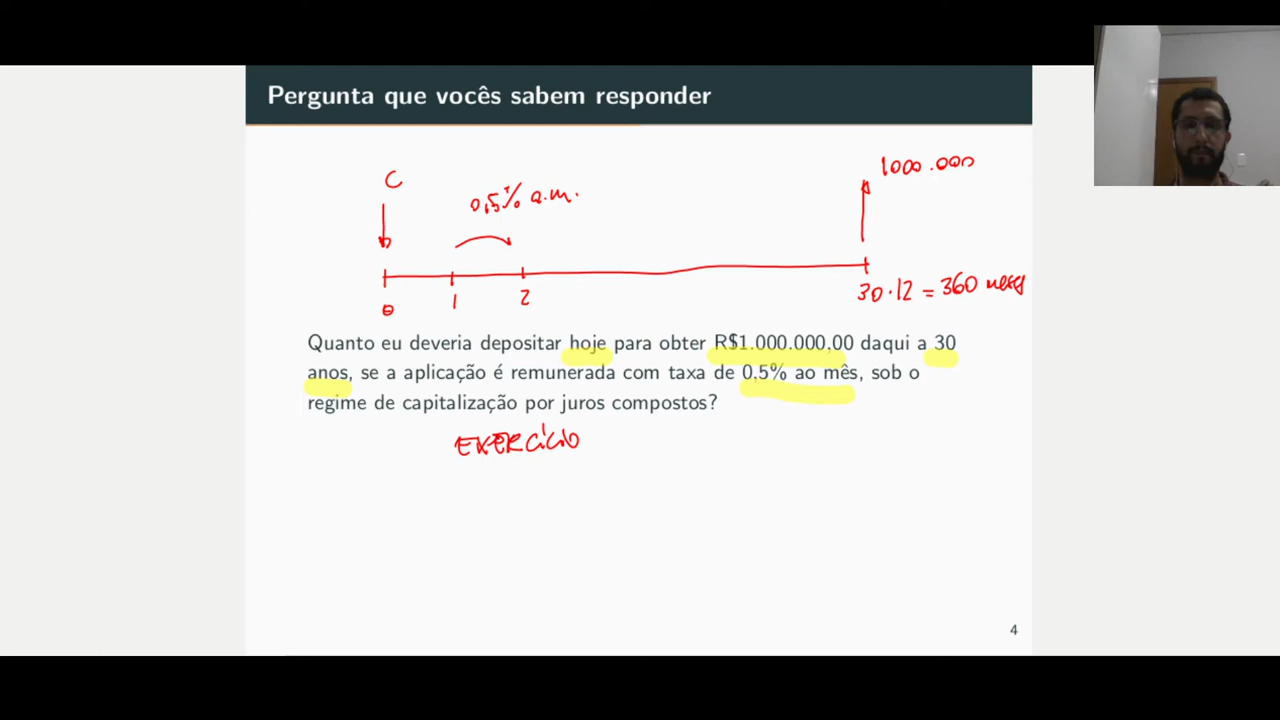 Pergunta que vocês sabem responder
C
0,5% a.m.
1000.000
0
1
2
30·12 = 360 meses
Quanto eu deveria depositar hoje para obter R$1.000.000,00 daqui a 30
anos, se a aplicação é remunerada com taxa de 0,5% ao mês, sob o
regime de capitalização por juros compostos?
EXERCÍCIO
4